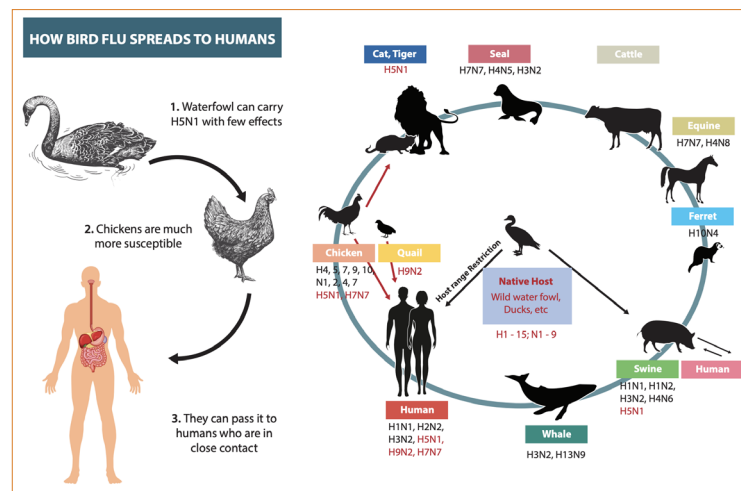 HOW BIRD FLU SPREADS TO HUMANS
1. Waterfowl can carry
H5N1 with few effects
2. Chickens are much
more susceptible
3. They can pass it to
humans who are in
close contact
Cat, Tiger
H5N1
Seal
H7N7, H4N5, H3N2
Cattle
Equine
H7N7, H4N8
Ferret
H10N4
Chicken
H4, 5, 7, 9, 10,
N1, 2, 4, 7
H5N1, H7N7
Quail
H9N2
Host range Restriction
Native Host
Wild water fowl,
Ducks, etc
H1 - 15; N1 - 9
Swine
H1N1, H1N2,
H3N2, H4N6
H5N1
Human
Human
H1N1, H2N2,
H3N2, H5N1,
H9N2, H7N7
Whale
H3N2, H13N9